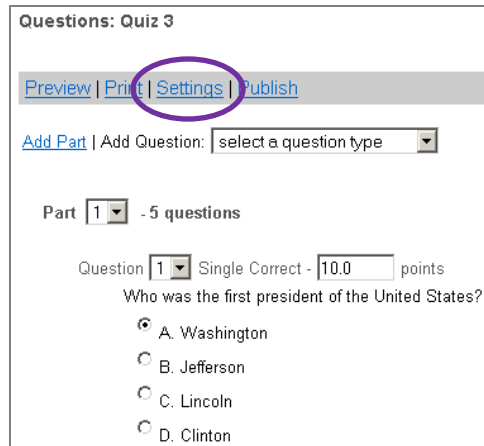 Questions: Quiz 3
Preview | Print | Settings | Publish
Add Part | Add Question: select a question type
Part 1 - 5 questions
Question 1 Single Correct - 10.0 points
Who was the first president of the United States?
A. Washington
B. Jefferson
C. Lincoln
D. Clinton